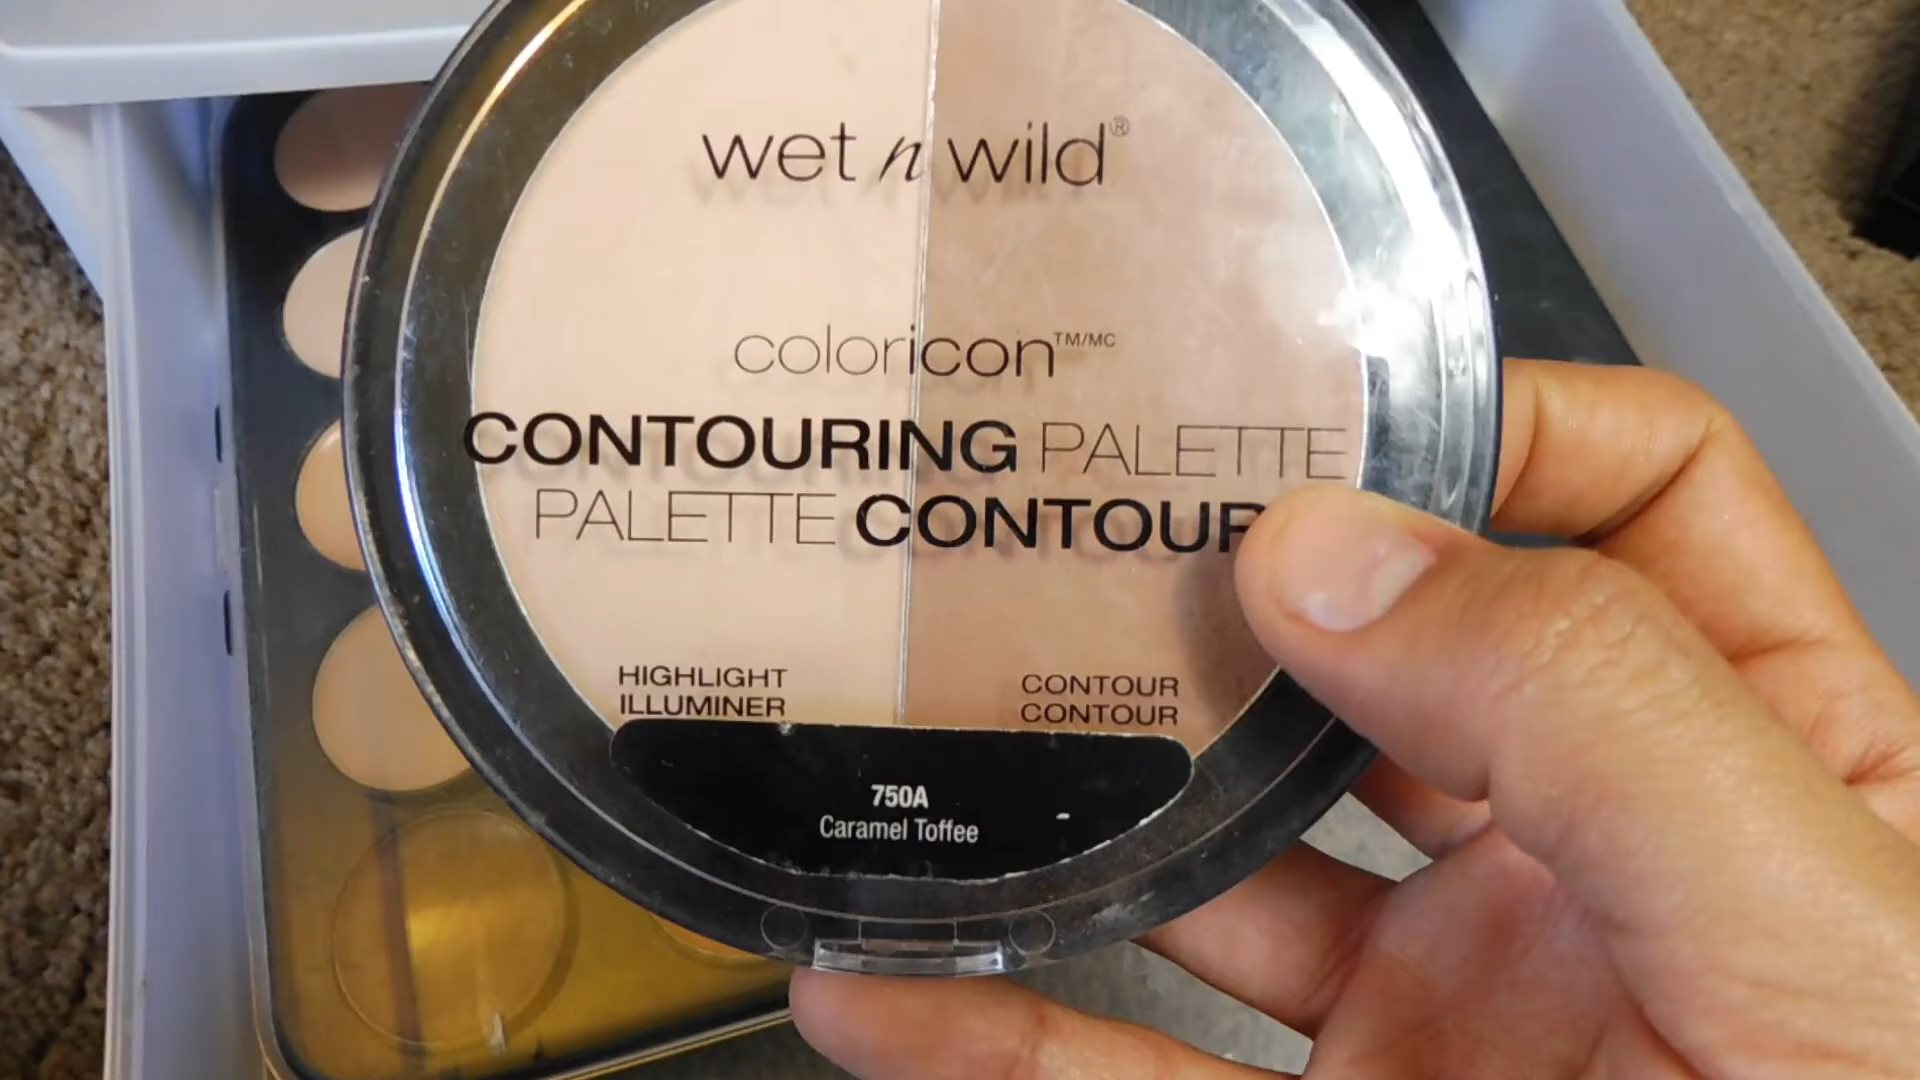 wet n wild®
coloricon™/MC
CONTOURING PALETTE
PALETTE CONTOUR
HIGHLIGHT
ILLUMINER
CONTOUR
CONTOUR
750A
Caramel Toffee